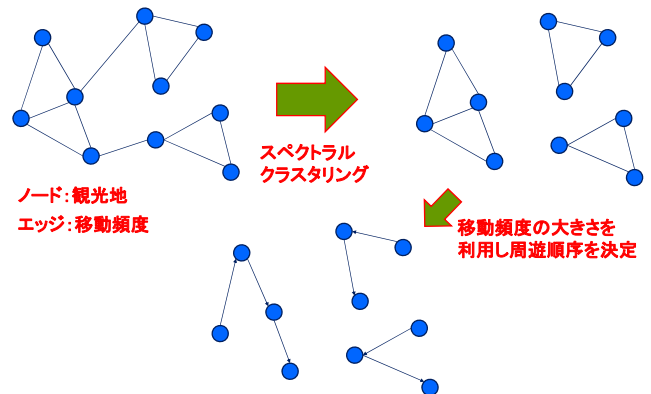 スペクトラル
クラスタリング
ノード：観光地
エッジ：移動頻度
移動頻度の大きさを
利用し周遊順序を決定